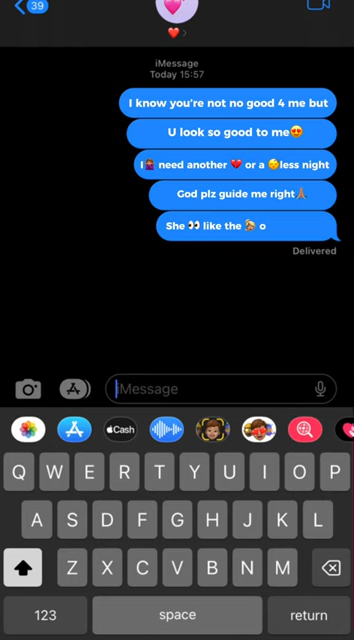 39
iMessage
Today 15:57
I know you're not no good 4 me but
U look so good to me😍
I🤷🏾‍♀️ need another 💔 or a 😴less night
God plz guide me right🙏🏾
She 👀 like the 👼🏽 o
Delivered
iMessage
Cash
Q W E R T Y U I O P
A S D F G H J K L
Z X C V B N M
123 space return